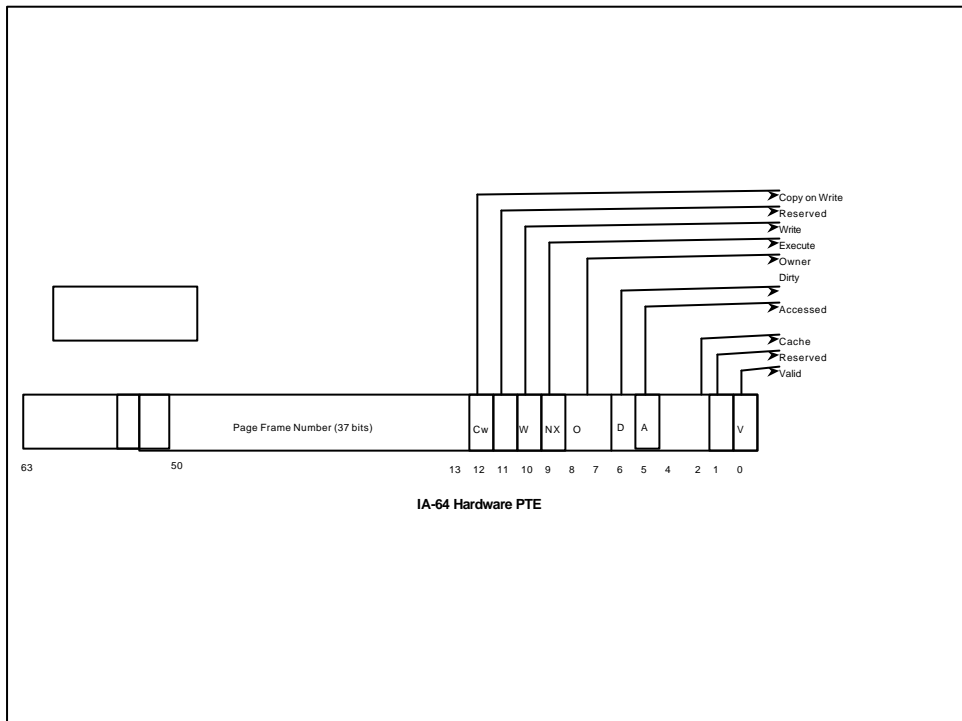 Copy on Write
Reserved
Write
Execute
Owner
Dirty
Accessed
Cache
Reserved
Valid
Page Frame Number (37 bits) Cw W NX O D A V
63 50 13 12 11 10 9 8 7 6 5 4 2 1 0
IA-64 Hardware PTE